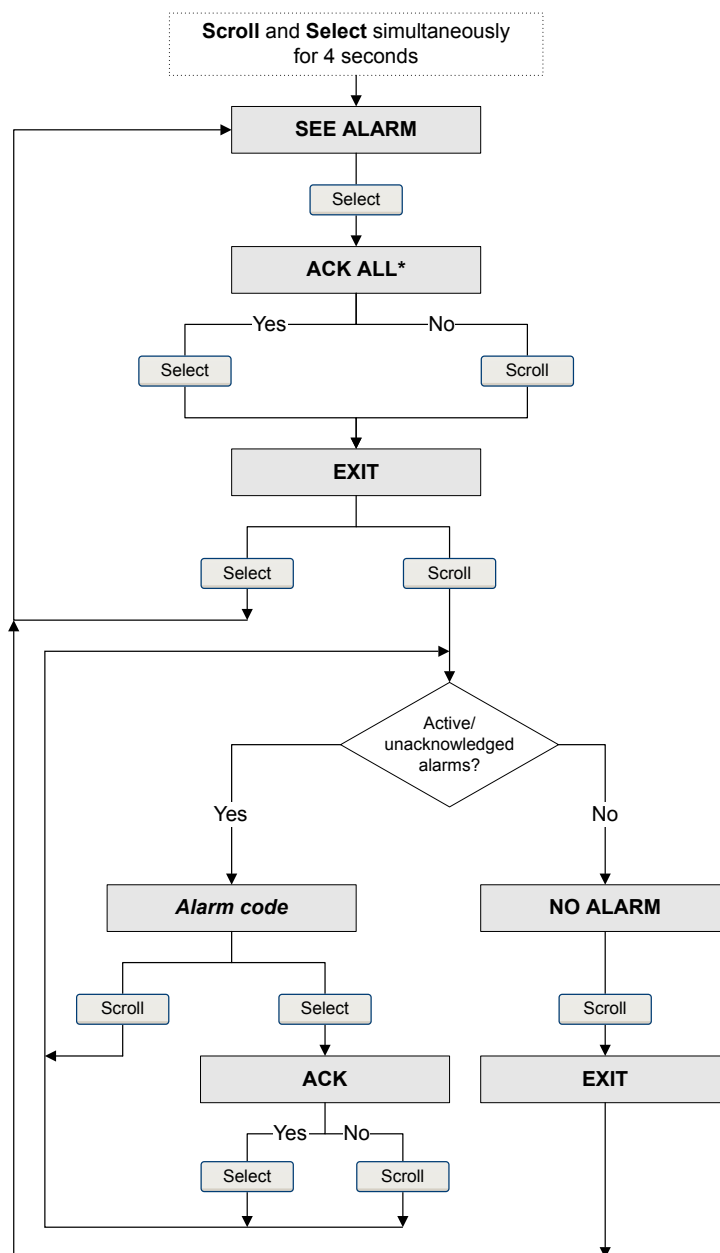 Scroll and Select simultaneously
for 4 seconds
SEE ALARM
Select
ACK ALL*
Yes
No
Select
Scroll
EXIT
Select
Scroll
Active/
unacknowledged
alarms?
Yes
No
Alarm code
NO ALARM
Scroll
Select
Scroll
ACK
EXIT
Yes
No
Select
Scroll